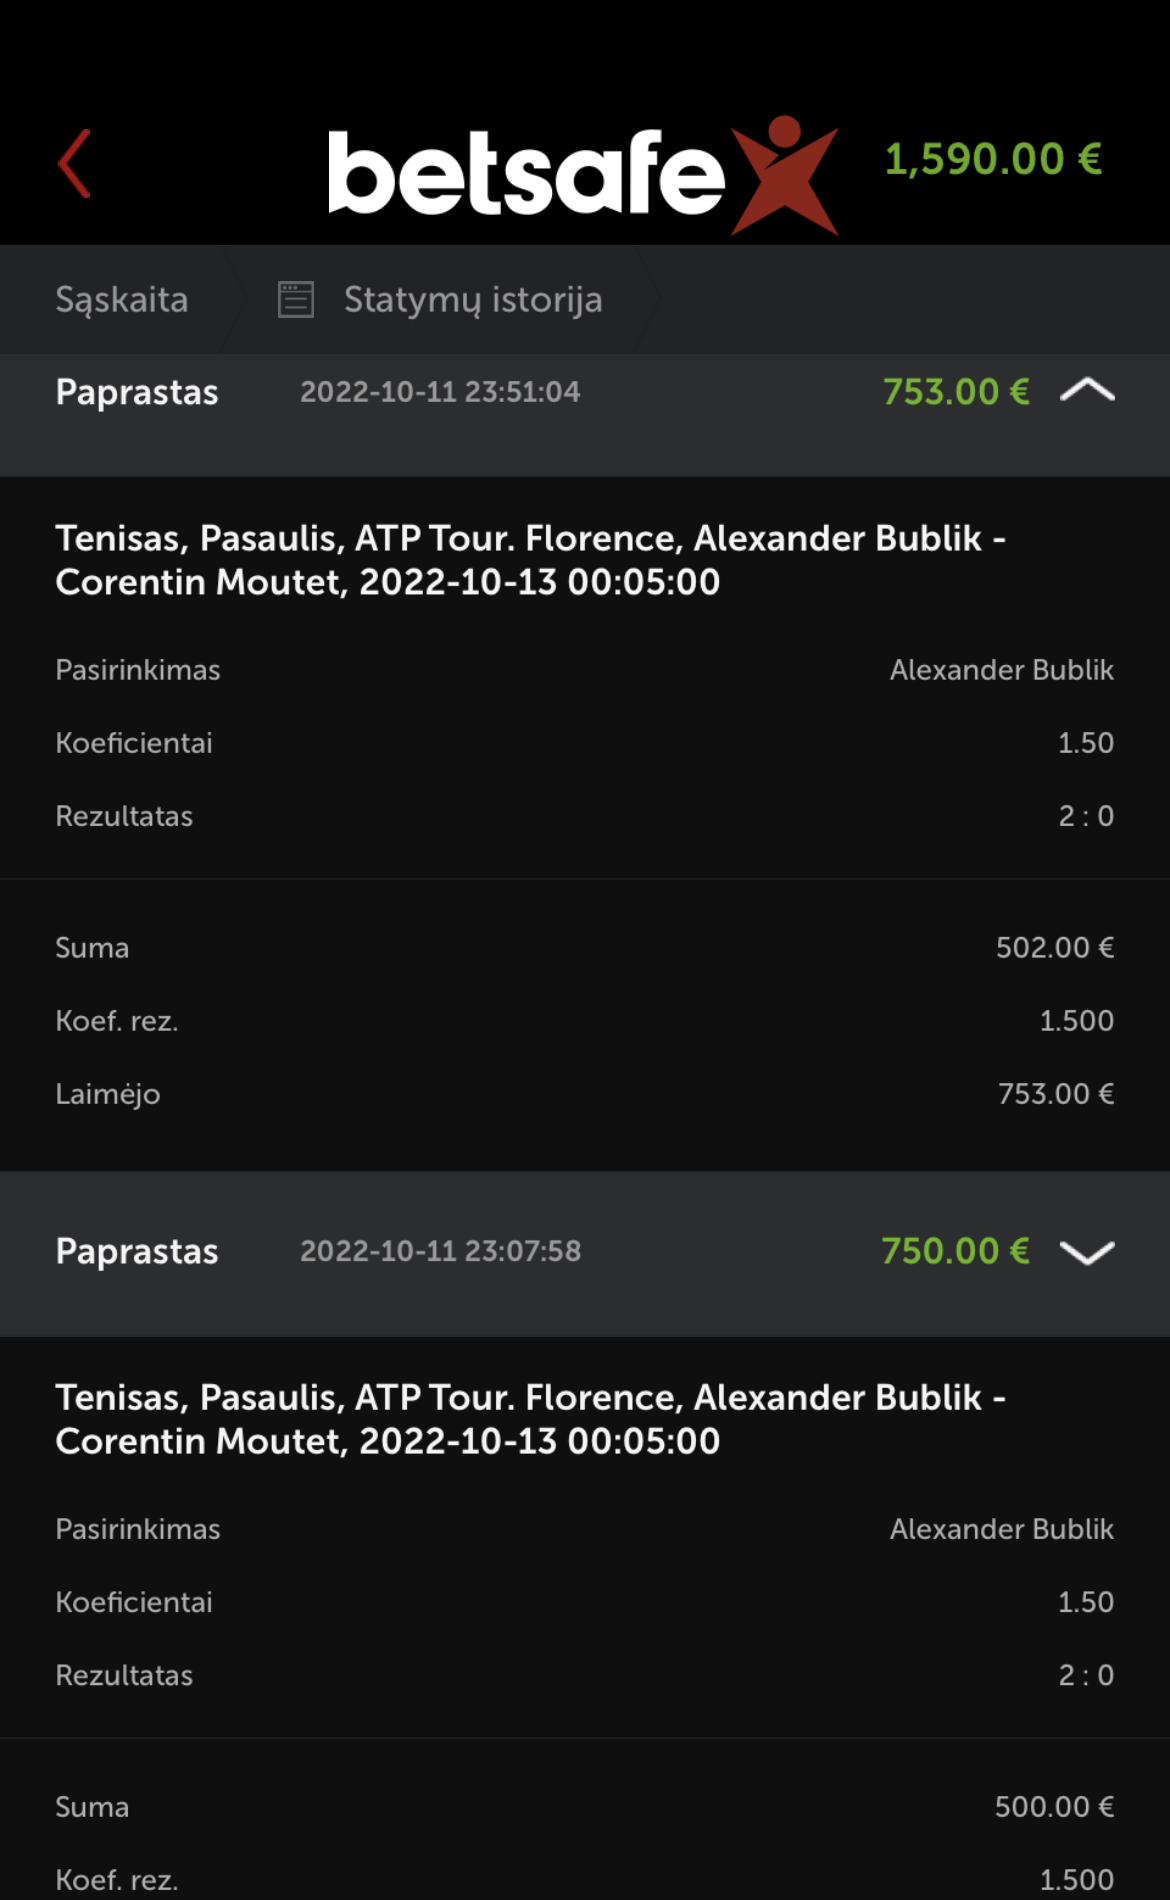 betsafe
1,590.00 €
Sąskaita Statymų istorija
Paprastas 2022-10-11 23:51:04 753.00 €
Tenisas, Pasaulis, ATP Tour. Florence, Alexander Bublik -
Corentin Moutet, 2022-10-13 00:05:00
Pasirinkimas Alexander Bublik
Koeficientai 1.50
Rezultatas 2 : 0
Suma 502.00 €
Koef. rez. 1.500
Laimėjo 753.00 €
Paprastas 2022-10-11 23:07:58 750.00 €
Tenisas, Pasaulis, ATP Tour. Florence, Alexander Bublik -
Corentin Moutet, 2022-10-13 00:05:00
Pasirinkimas Alexander Bublik
Koeficientai 1.50
Rezultatas 2 : 0
Suma 500.00 €
Koef. rez. 1.500